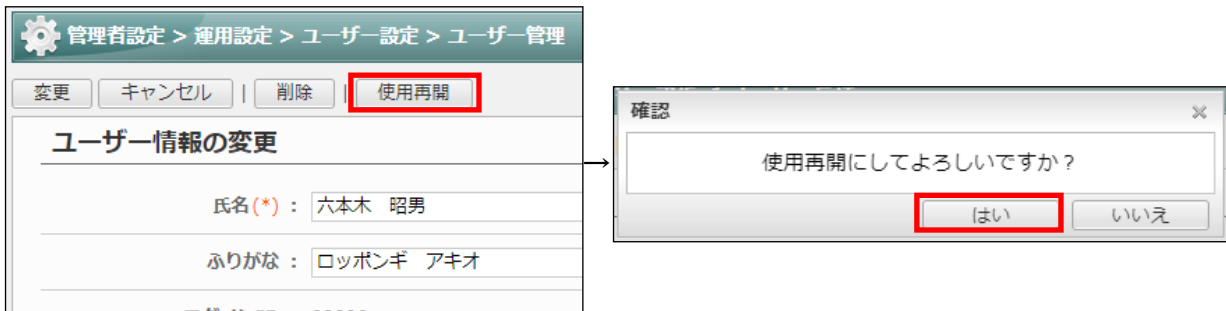 管理者設定 > 運用設定 > ユーザー設定 > ユーザー管理
変更 キャンセル | 削除 | 使用再開
ユーザー情報の変更
氏名(*) : 六本木 昭男
ふりがな : ロッポンギ アキオ
→
確認
使用再開にしてよろしいですか？
はい いいえ